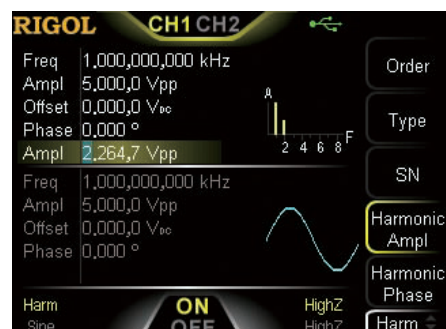 RIGOL CH1 CH2
Freq 1.000,000,000 kHz
Ampl 5.000,0 Vpp
Offset 0.000,0 VDC
Phase 0.000 °
Ampl 2.264,7 Vpp
A
2 4 6 8 F
Freq 1.000,000,000 kHz
Ampl 5.000,0 Vpp
Offset 0.000,0 VDC
Phase 0.000 °
Harm ON HighZ
Sine OFF HighZ
Order
Type
SN
Harmonic
Ampl
Harmonic
Phase
Harm